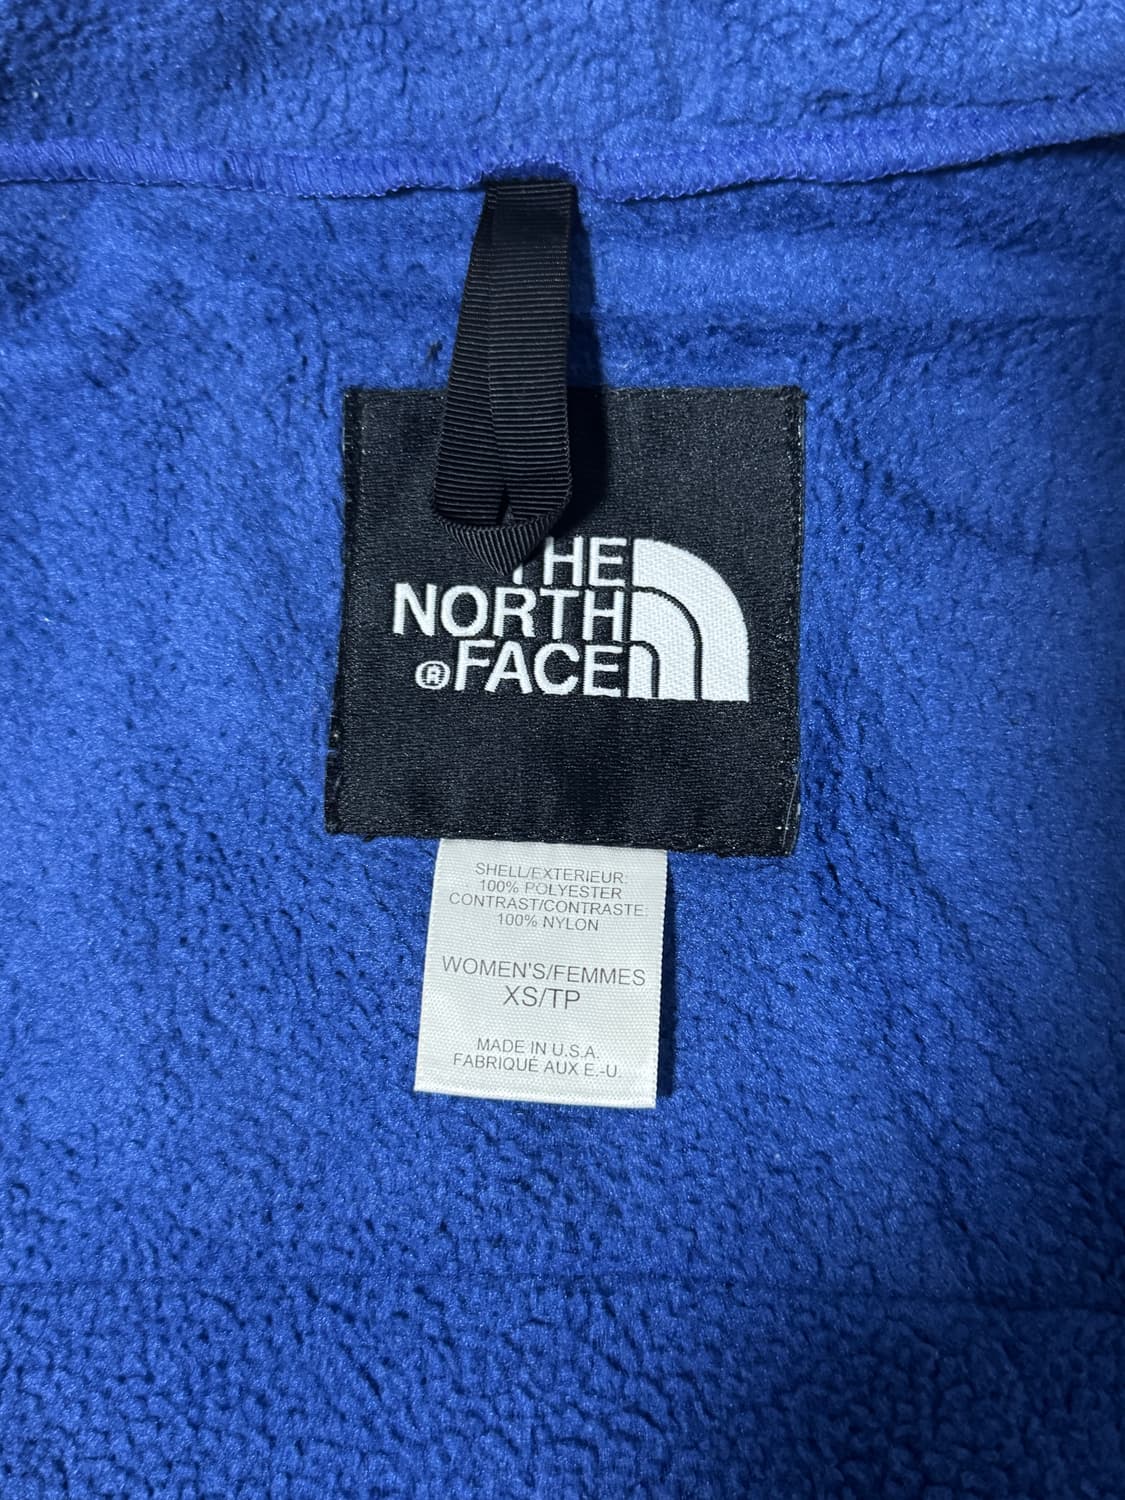 THE
NORTH
®FACE
SHELL/EXTERIEUR:
100% POLYESTER
CONTRAST/CONTRASTE:
100% NYLON
WOMEN'S/FEMMES
XS/TP
MADE IN U.S.A.
FABRIQUÉ AUX E.-U.